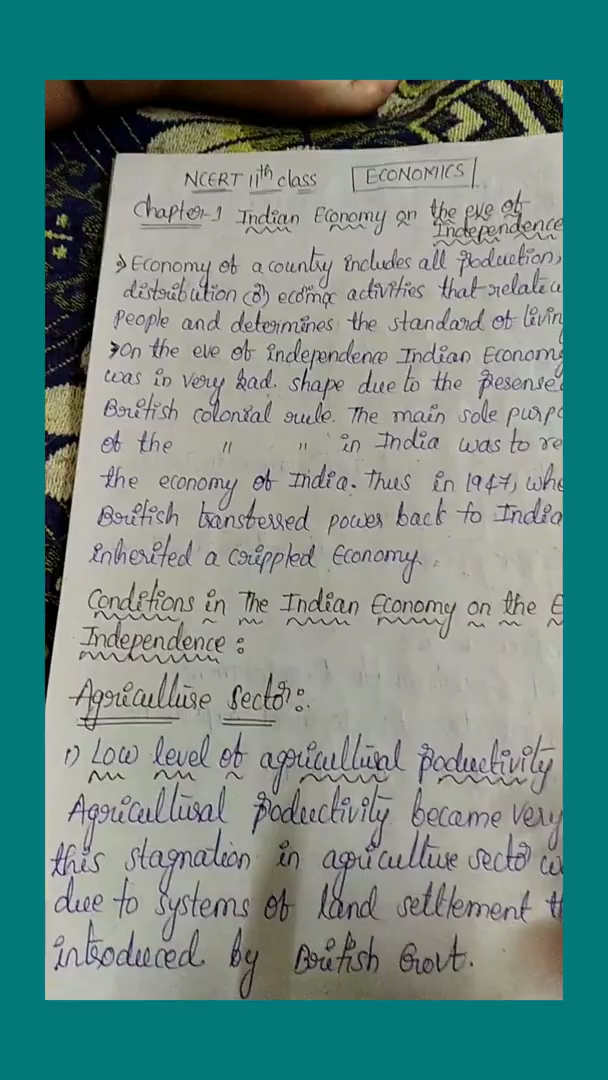 NCERT 11th class ECONOMICS
Chapter-1 Indian Economy on the eve of
Independence
→ Economy of a country includes all production,
distribution (or) ecomic activities that relate
people and determines the standard of livin
→ On the eve of independence Indian Econom
was in very bad. shape due to the presense
British colonial rule. The main sole purp
of the " " in India was to re
the economy of India. Thus in 1947, whe
British transferred power back to India
inherited a crippled Economy.
Conditions in The Indian Economy on the E
Independence :
Agriculture Sector:-
1) Low level of agricultural productivity
Agricultural productivity became very
this stagnation in agriculture sector w
due to systems of land settlement th
introduced by British Govt.